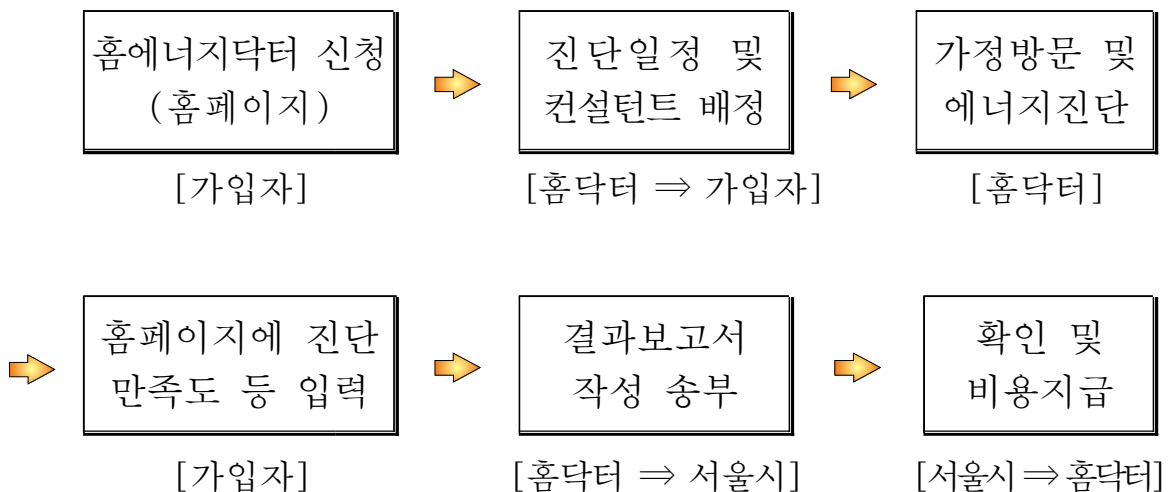 홈에너지닥터 신청
(홈페이지)
[가입자]
진단일정 및
컨설턴트 배정
[홈닥터 ⇒ 가입자]
가정방문 및
에너지진단
[홈닥터]
홈페이지에 진단
만족도 등 입력
[가입자]
결과보고서
작성 송부
[홈닥터 ⇒ 서울시]
확인 및
비용지급
[서울시⇒홈닥터]